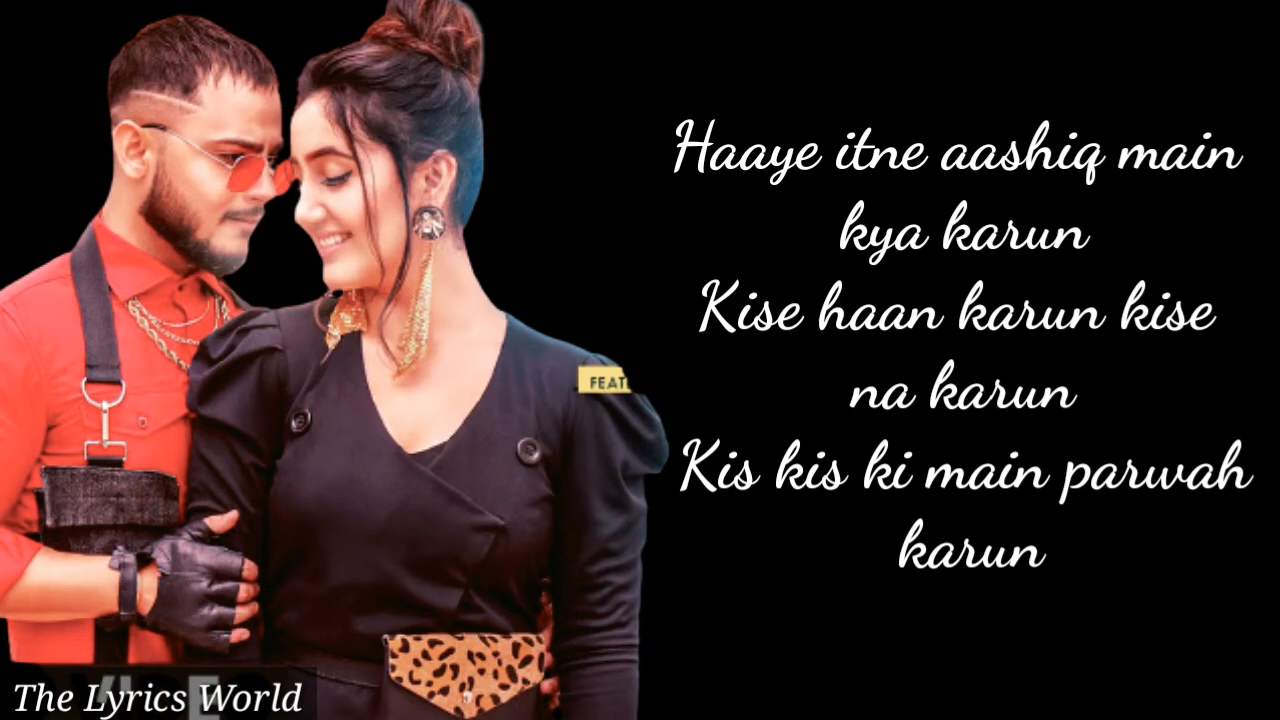 Haaye itne aashiq main
kya karun
Kise haan karun kise
na karun
Kis kis ki main parwah
karun
FEAT
The Lyrics World